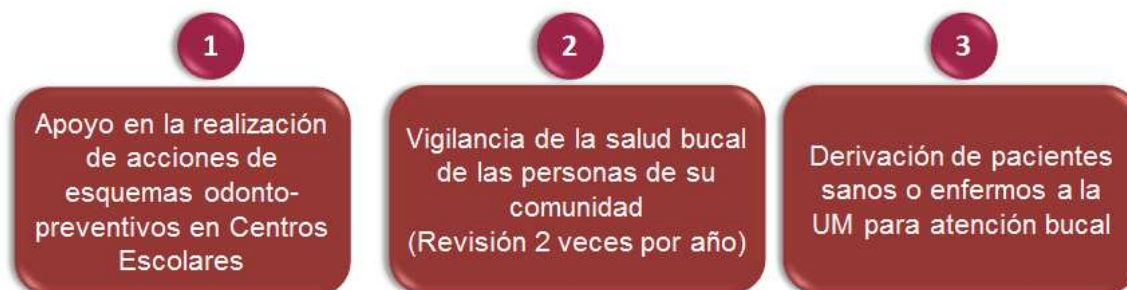 1
Apoyo en la realización
de acciones de
esquemas odonto-
preventivos en Centros
Escolares
2
Vigilancia de la salud bucal
de las personas de su
comunidad
(Revisión 2 veces por año)
3
Derivación de pacientes
sanos o enfermos a la
UM para atención bucal